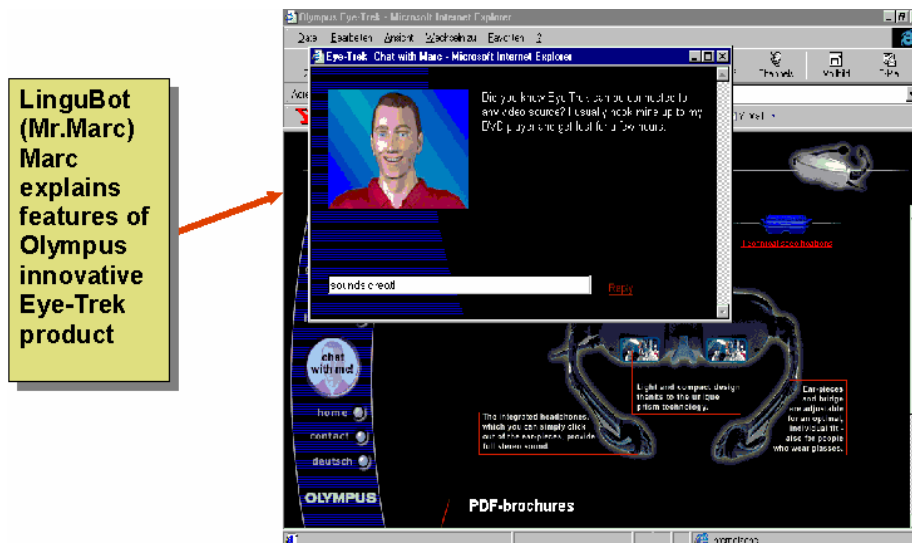 Olympus Eye-Trek - Microsoft Internet Explorer
Datei Bearbeiten Ansicht Wechseln zu Favoriten ?
Eye-Trek Chat with Marc - Microsoft Internet Explorer
Channels Vollbild E-Mail
LinguBot
(Mr.Marc)
Marc
explains
features of
Olympus
innovative
Eye-Trek
product
Did you know Eye-Trek can be connected to
any video source? I usually hook mine up to my
DVD player and get lost for a few hours.
Technical specifications
Reply
chat
with me!
home
contact
deutsch
OLYMPUS
Light and compact design
thanks to the unique
prism technology.
The integrated headphones,
which you can simply click
out of the ear-pieces, provide
full stereo sound.
Ear-pieces
and bridge
are adjustable
for an optimal,
individual fit -
also for people
who wear glasses.
PDF-brochures